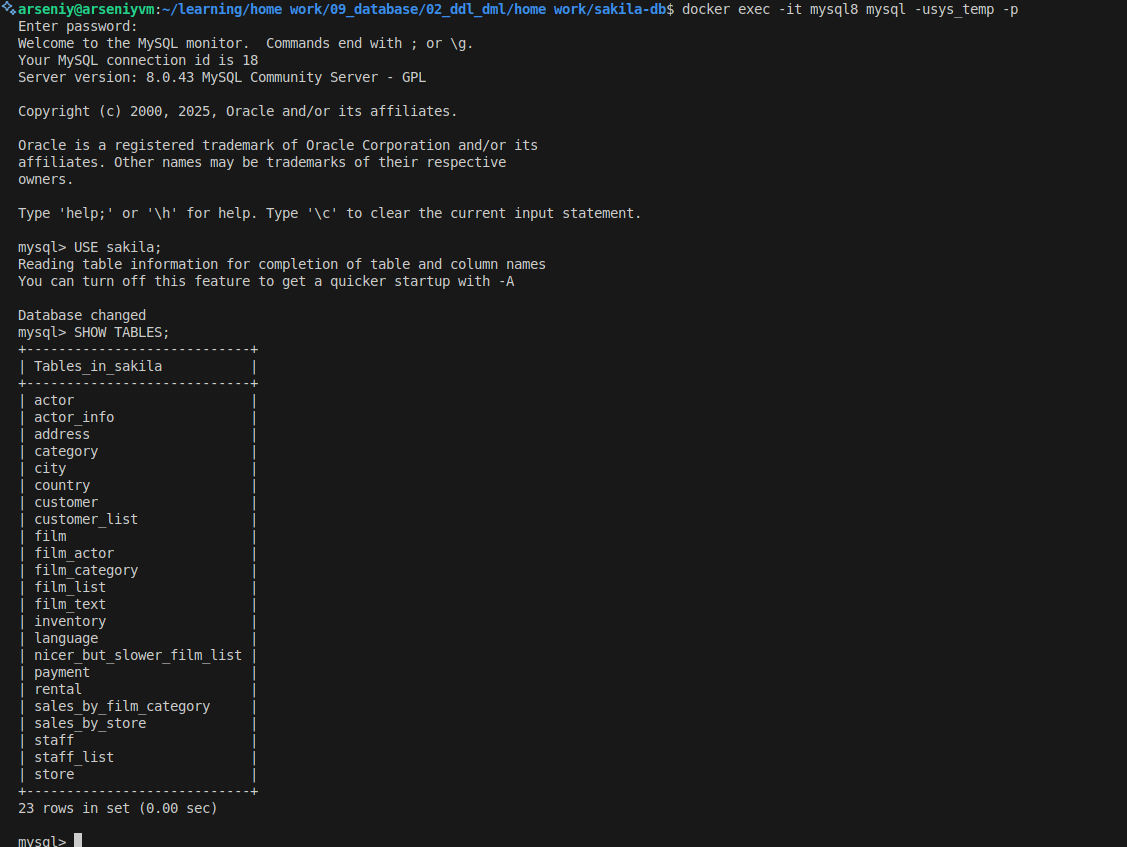 arseniy@arseniyvm:~/learning/home work/09_database/02_ddl_dml/home work/sakila-db$ docker exec -it mysql8 mysql -usys_temp -p
Enter password:
Welcome to the MySQL monitor.  Commands end with ; or \g.
Your MySQL connection id is 18
Server version: 8.0.43 MySQL Community Server - GPL

Copyright (c) 2000, 2025, Oracle and/or its affiliates.

Oracle is a registered trademark of Oracle Corporation and/or its
affiliates. Other names may be trademarks of their respective
owners.

Type 'help;' or '\h' for help. Type '\c' to clear the current input statement.

mysql> USE sakila;
Reading table information for completion of table and column names
You can turn off this feature to get a quicker startup with -A

Database changed
mysql> SHOW TABLES;
+----------------------------+
| Tables_in_sakila           |
+----------------------------+
| actor                      |
| actor_info                 |
| address                    |
| category                   |
| city                       |
| country                    |
| customer                   |
| customer_list              |
| film                       |
| film_actor                 |
| film_category              |
| film_list                  |
| film_text                  |
| inventory                  |
| language                   |
| nicer_but_slower_film_list |
| payment                    |
| rental                     |
| sales_by_film_category     |
| sales_by_store             |
| staff                      |
| staff_list                 |
| store                      |
+----------------------------+
23 rows in set (0.00 sec)

mysql>